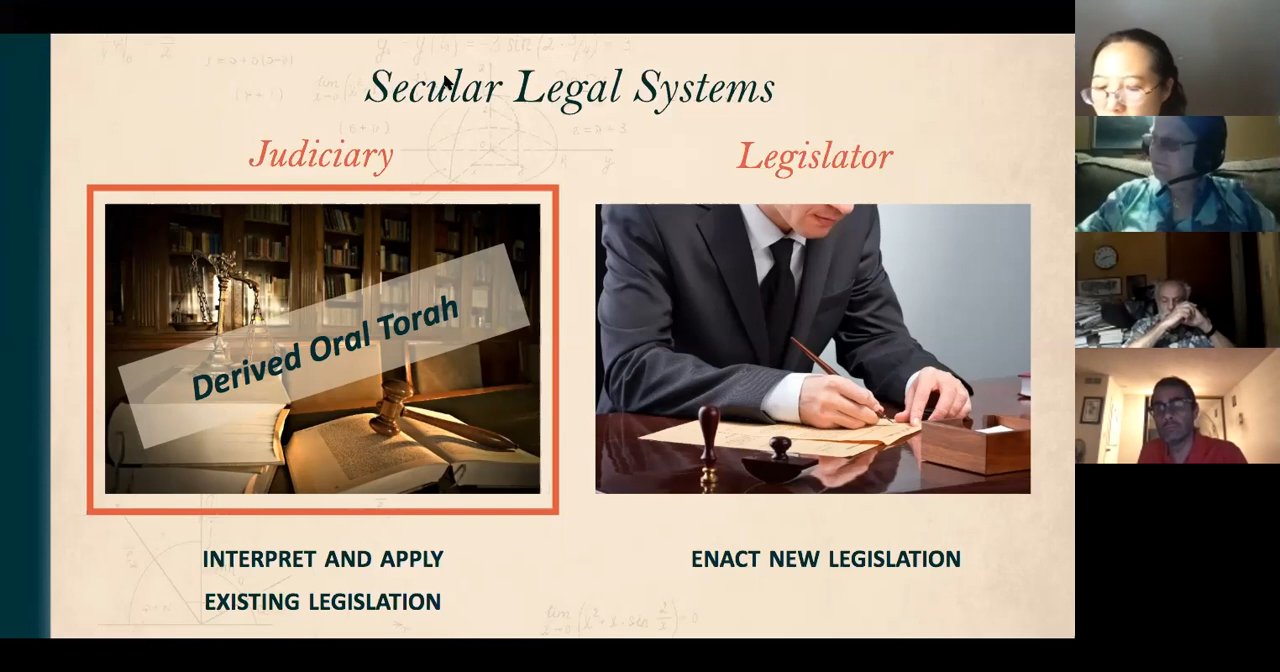 Secular Legal Systems
Judiciary
Legislator
Derived Oral Torah
INTERPRET AND APPLY
EXISTING LEGISLATION
ENACT NEW LEGISLATION